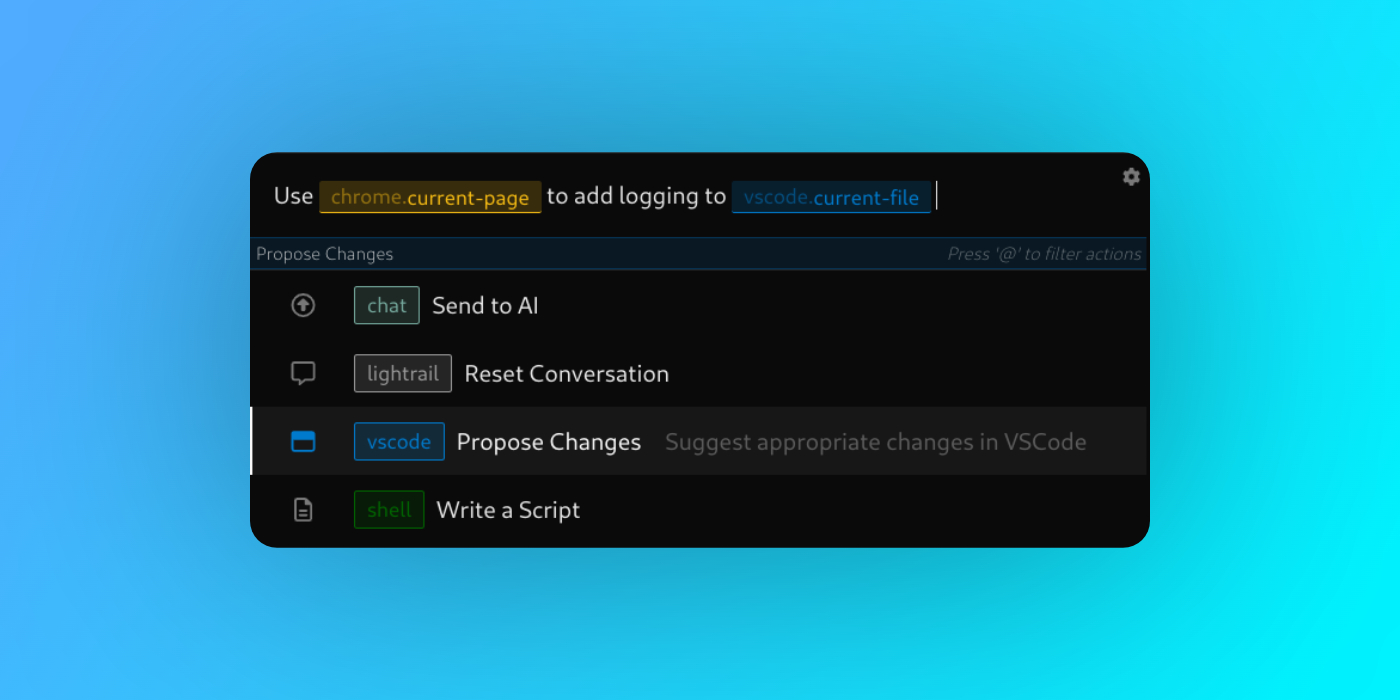 Use chrome.current-page to add logging to vscode.current-file
Propose Changes Press '@' to filter actions
chat Send to AI
lightrail Reset Conversation
vscode Propose Changes Suggest appropriate changes in VSCode
shell Write a Script